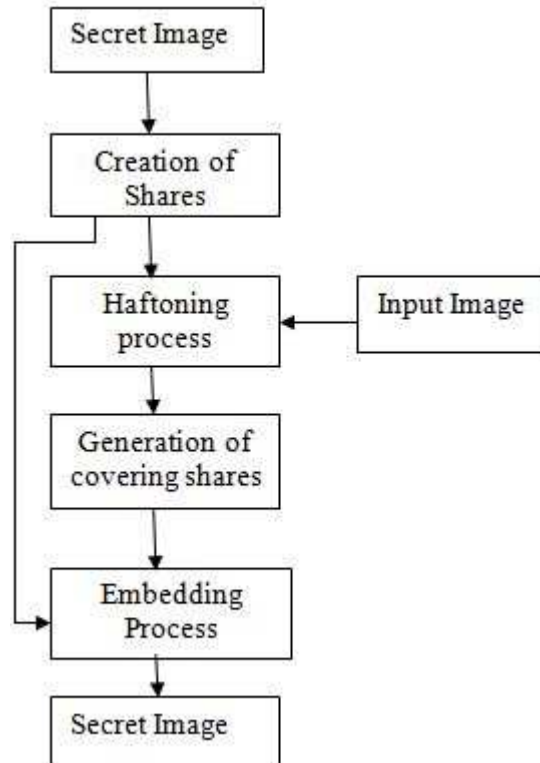 Secret Image
Creation of
Shares
Haftoning
process
Input Image
Generation of
covering shares
Embedding
Process
Secret Image